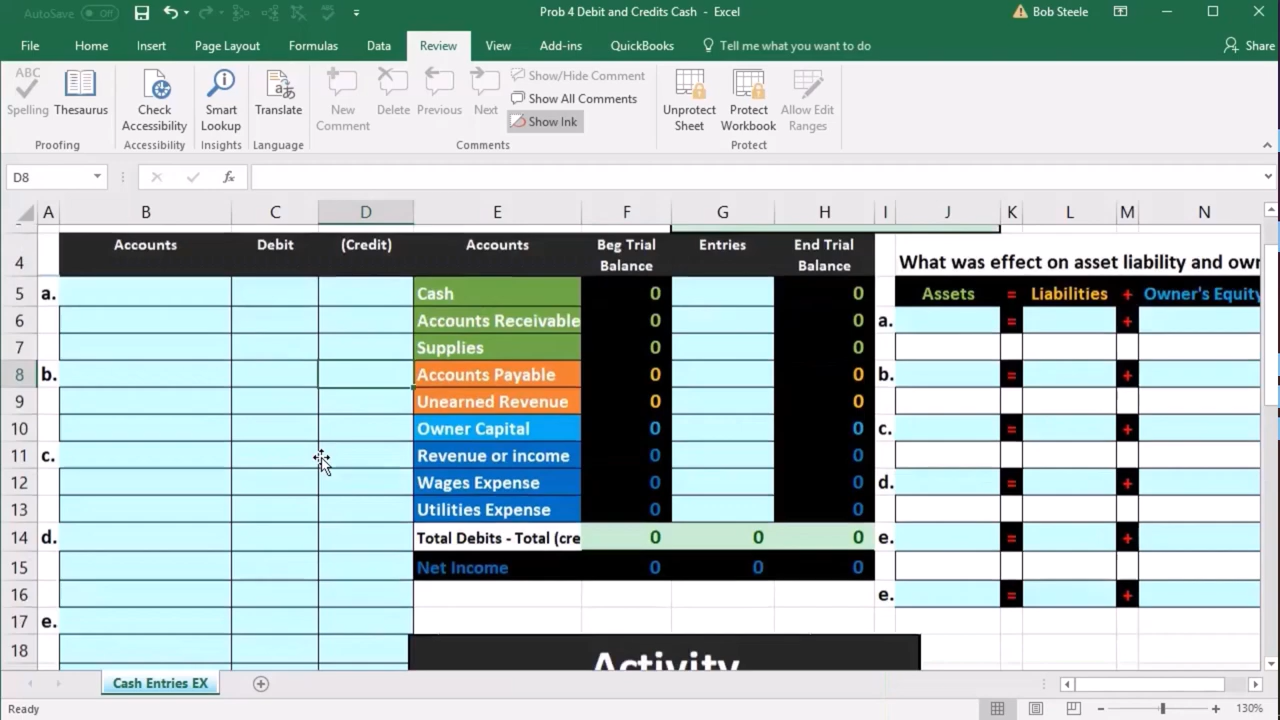 AutoSave Off Prob 4 Debit and Credits Cash - Excel Bob Steele
File Home Insert Page Layout Formulas Data Review View Add-ins QuickBooks Tell me what you want to do Share
ABC
Spelling Thesaurus Check Accessibility Smart Lookup Translate New Comment Delete Previous Next
Show/Hide Comment
Show All Comments
Show Ink
Unprotect Sheet Protect Workbook Allow Edit Ranges
Proofing Accessibility Insights Language Comments Protect
D8 fx
A B C D E F G H I J K L M N
4 Accounts Debit (Credit) Accounts Beg Trial Balance Entries End Trial Balance What was effect on asset liability and own
5 a. Cash 0 0 Assets = Liabilities + Owner's Equity
6 Accounts Receivable 0 0 a. = +
7 Supplies 0 0
8 b. Accounts Payable 0 0 b. = +
9 Unearned Revenue 0 0
10 Owner Capital 0 0 c. = +
11 c. Revenue or income 0 0
12 Wages Expense 0 0 d. = +
13 Utilities Expense 0 0
14 d. Total Debits - Total (cre 0 0 0 e. = +
15 Net Income 0 0 0
16 e. = +
17 e.
18 Activity
Cash Entries EX
Ready 130%